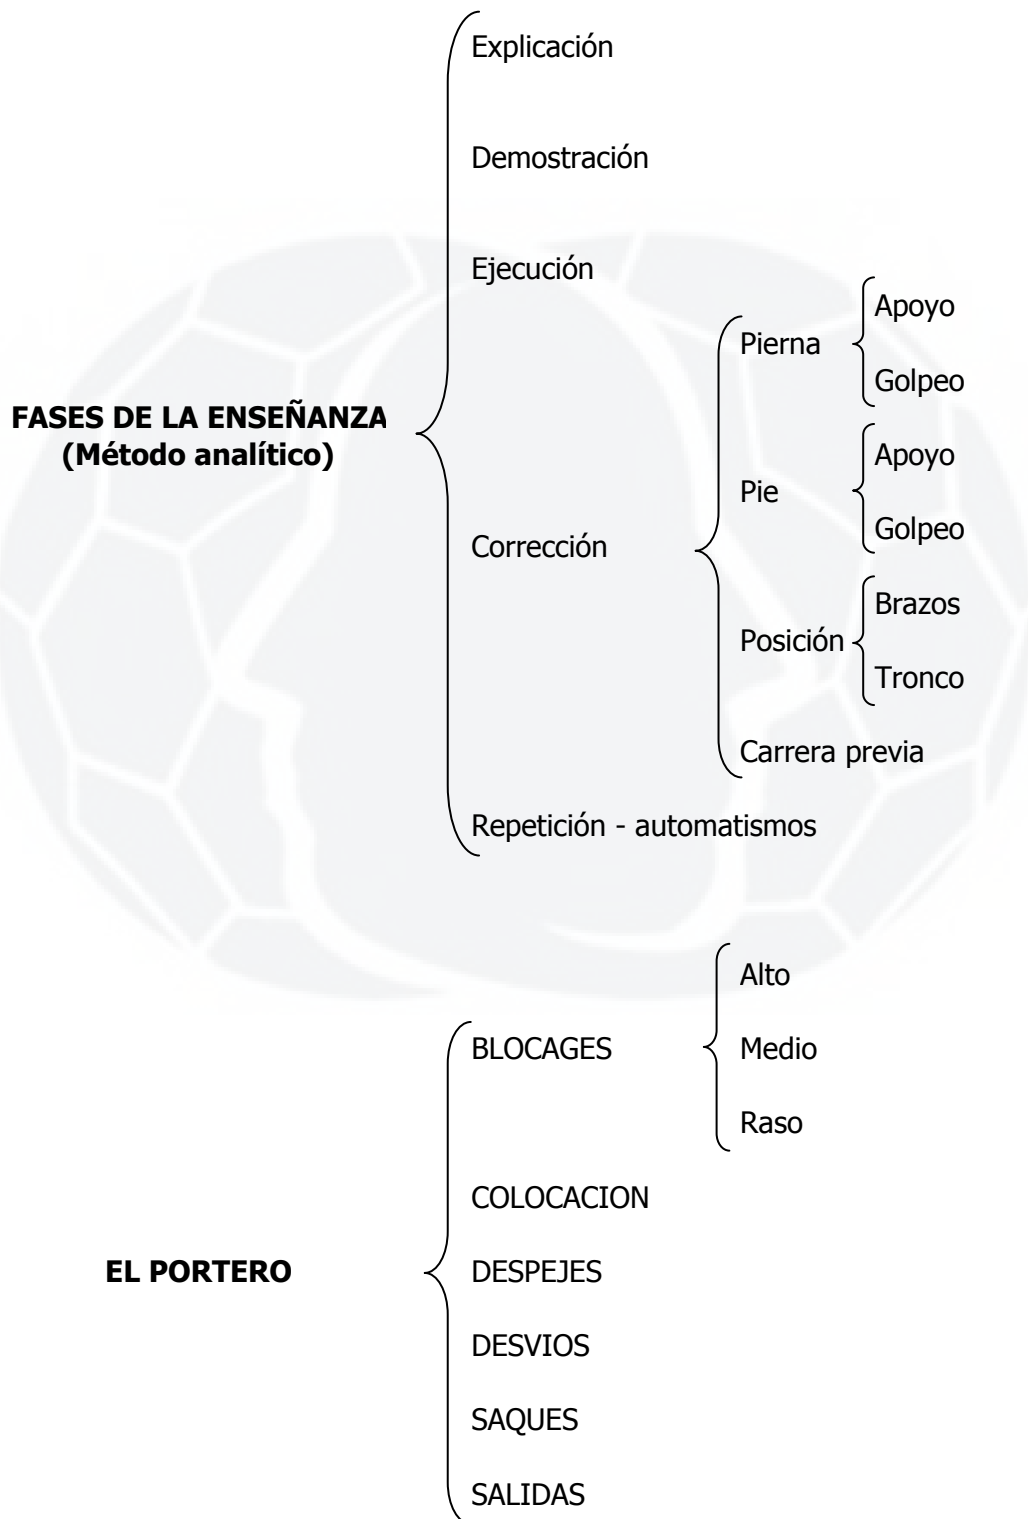 Explicación
Demostración
Ejecución
FASES DE LA ENSEÑANZA
(Método analítico)
Corrección
Pierna
Apoyo
Golpeo
Pie
Apoyo
Golpeo
Posición
Brazos
Tronco
Carrera previa
Repetición - automatismos
EL PORTERO
BLOCAGES
Alto
Medio
Raso
COLOCACION
DESPEJES
DESVIOS
SAQUES
SALIDAS